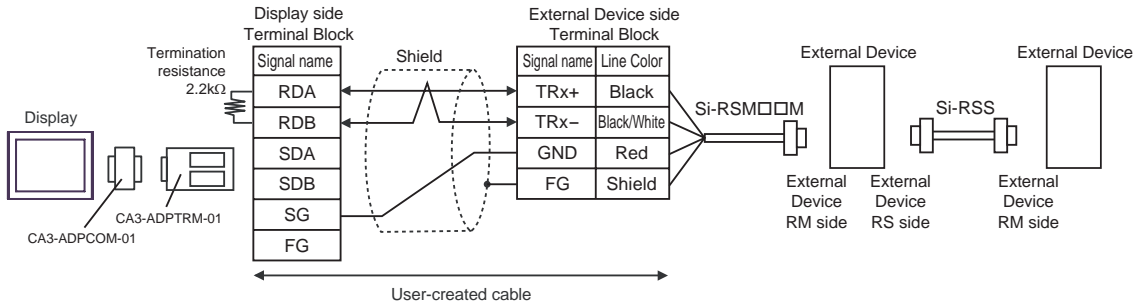 Display side
Terminal Block
External Device side
Terminal Block
Termination
resistance
2.2kΩ
Shield
External Device
External Device
Signal name
RDA
RDB
SDA
SDB
SG
FG
Signal name Line Color
TRx+ Black
TRx− Black/White
GND Red
FG Shield
Si-RSM□□M
Si-RSS
Display
CA3-ADPTRM-01
CA3-ADPCOM-01
External
Device
RM side
External
Device
RS side
External
Device
RM side
User-created cable